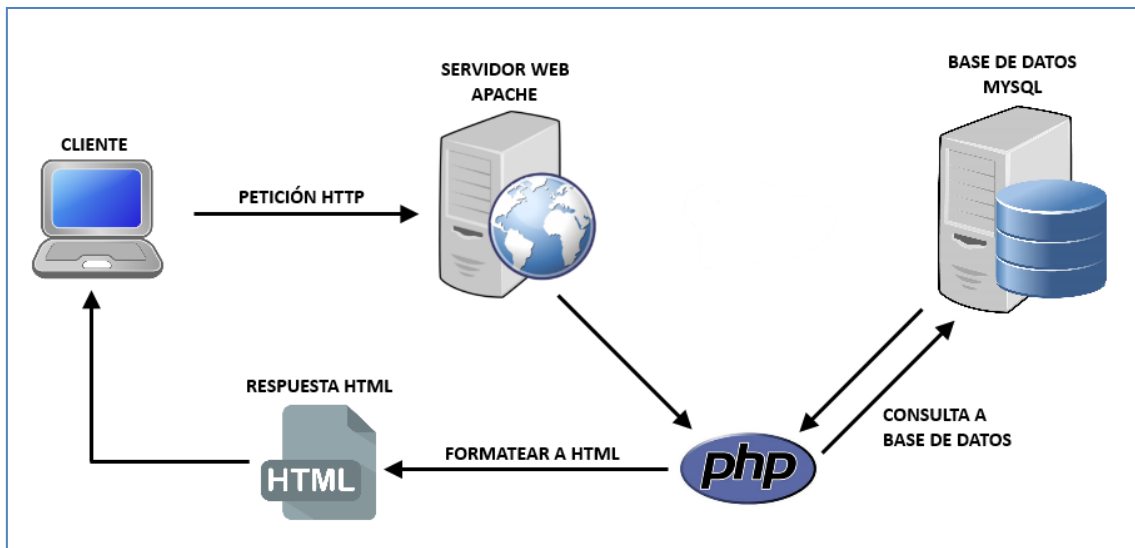 SERVIDOR WEB
APACHE
BASE DE DATOS
MYSQL
CLIENTE
PETICIÓN HTTP
RESPUESTA HTML
CONSULTA A
BASE DE DATOS
FORMATEAR A HTML
HTML
php